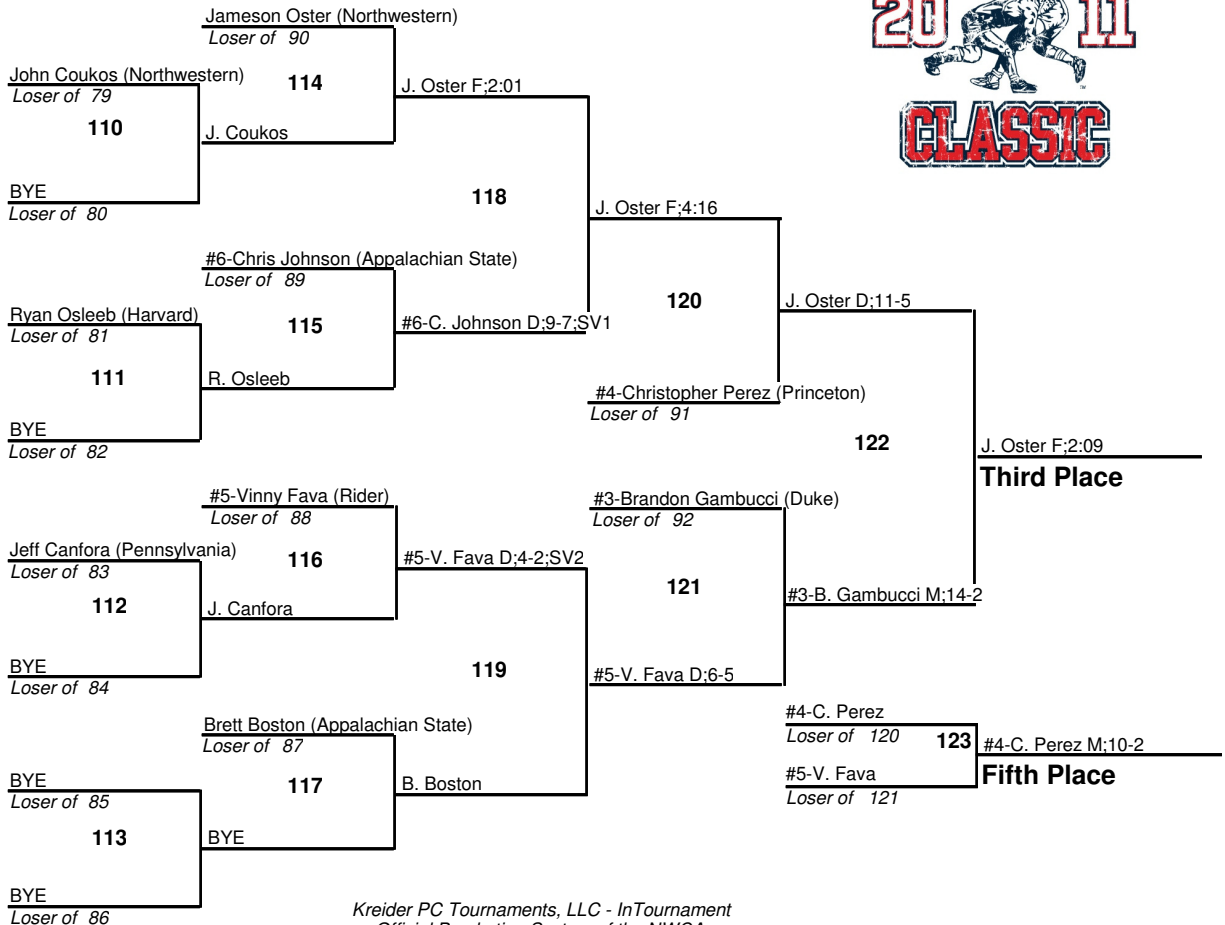 20 11
CLASSIC
Jameson Oster (Northwestern)
Loser of 90
John Coukos (Northwestern)
Loser of 79
114
J. Oster F;2:01
110
J. Coukos
BYE
Loser of 80
118
J. Oster F;4:16
#6-Chris Johnson (Appalachian State)
Loser of 89
120
J. Oster D;11-5
Ryan Osleeb (Harvard)
Loser of 81
115
#6-C. Johnson D;9-7;SV1
111
R. Osleeb
#4-Christopher Perez (Princeton)
Loser of 91
BYE
Loser of 82
122
J. Oster F;2:09
Third Place
#5-Vinny Fava (Rider)
Loser of 88
#3-Brandon Gambucci (Duke)
Loser of 92
Jeff Canfora (Pennsylvania)
Loser of 83
116
#5-V. Fava D;4-2;SV2
121
#3-B. Gambucci M;14-2
112
J. Canfora
BYE
Loser of 84
119
#5-V. Fava D;6-5
Brett Boston (Appalachian State)
Loser of 87
#4-C. Perez
Loser of 120
123
#4-C. Perez M;10-2
Fifth Place
#5-V. Fava
Loser of 121
BYE
Loser of 85
117
B. Boston
113
BYE
BYE
Loser of 86
Kreider PC Tournaments, LLC - InTournament